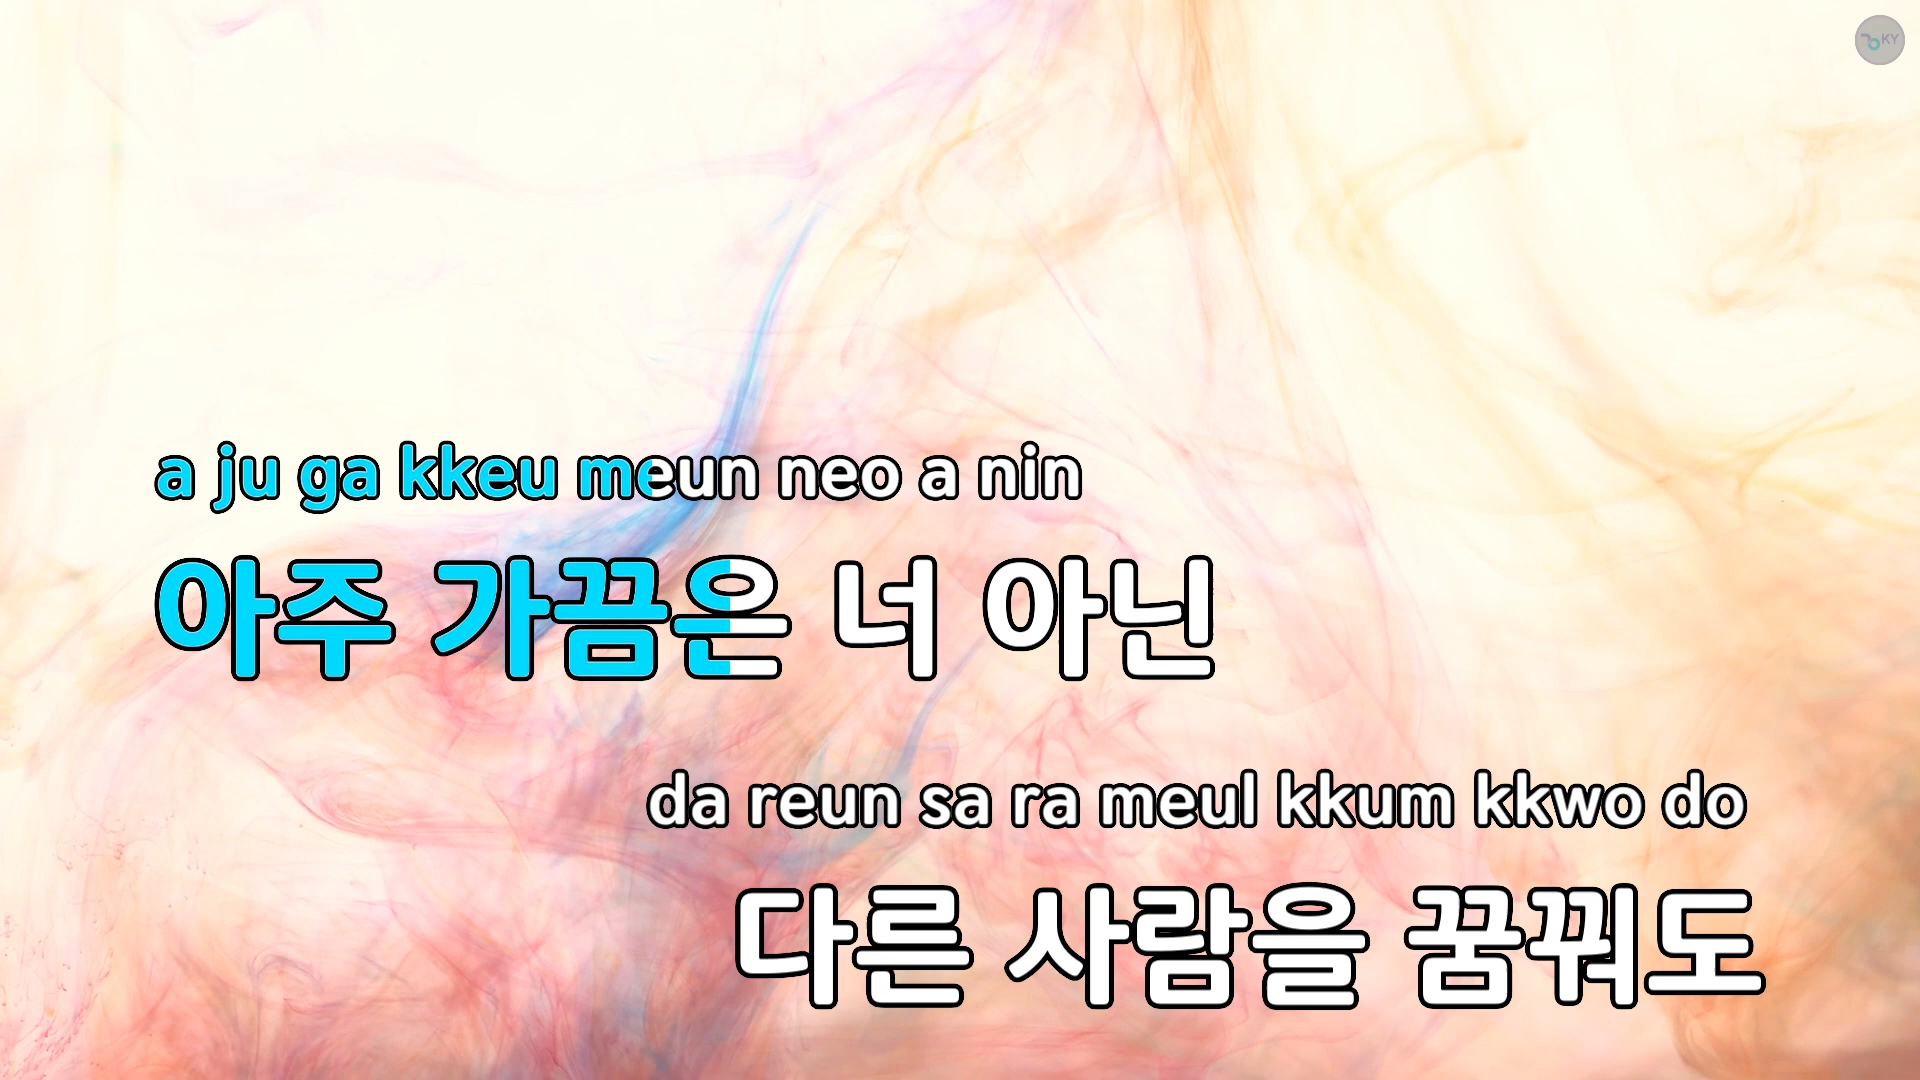 KY
a ju ga kkeu meun neo a nin
아주 가끔은 너 아닌
da reun sa ra meul kkum kkwo do
다른 사람을 꿈꿔도